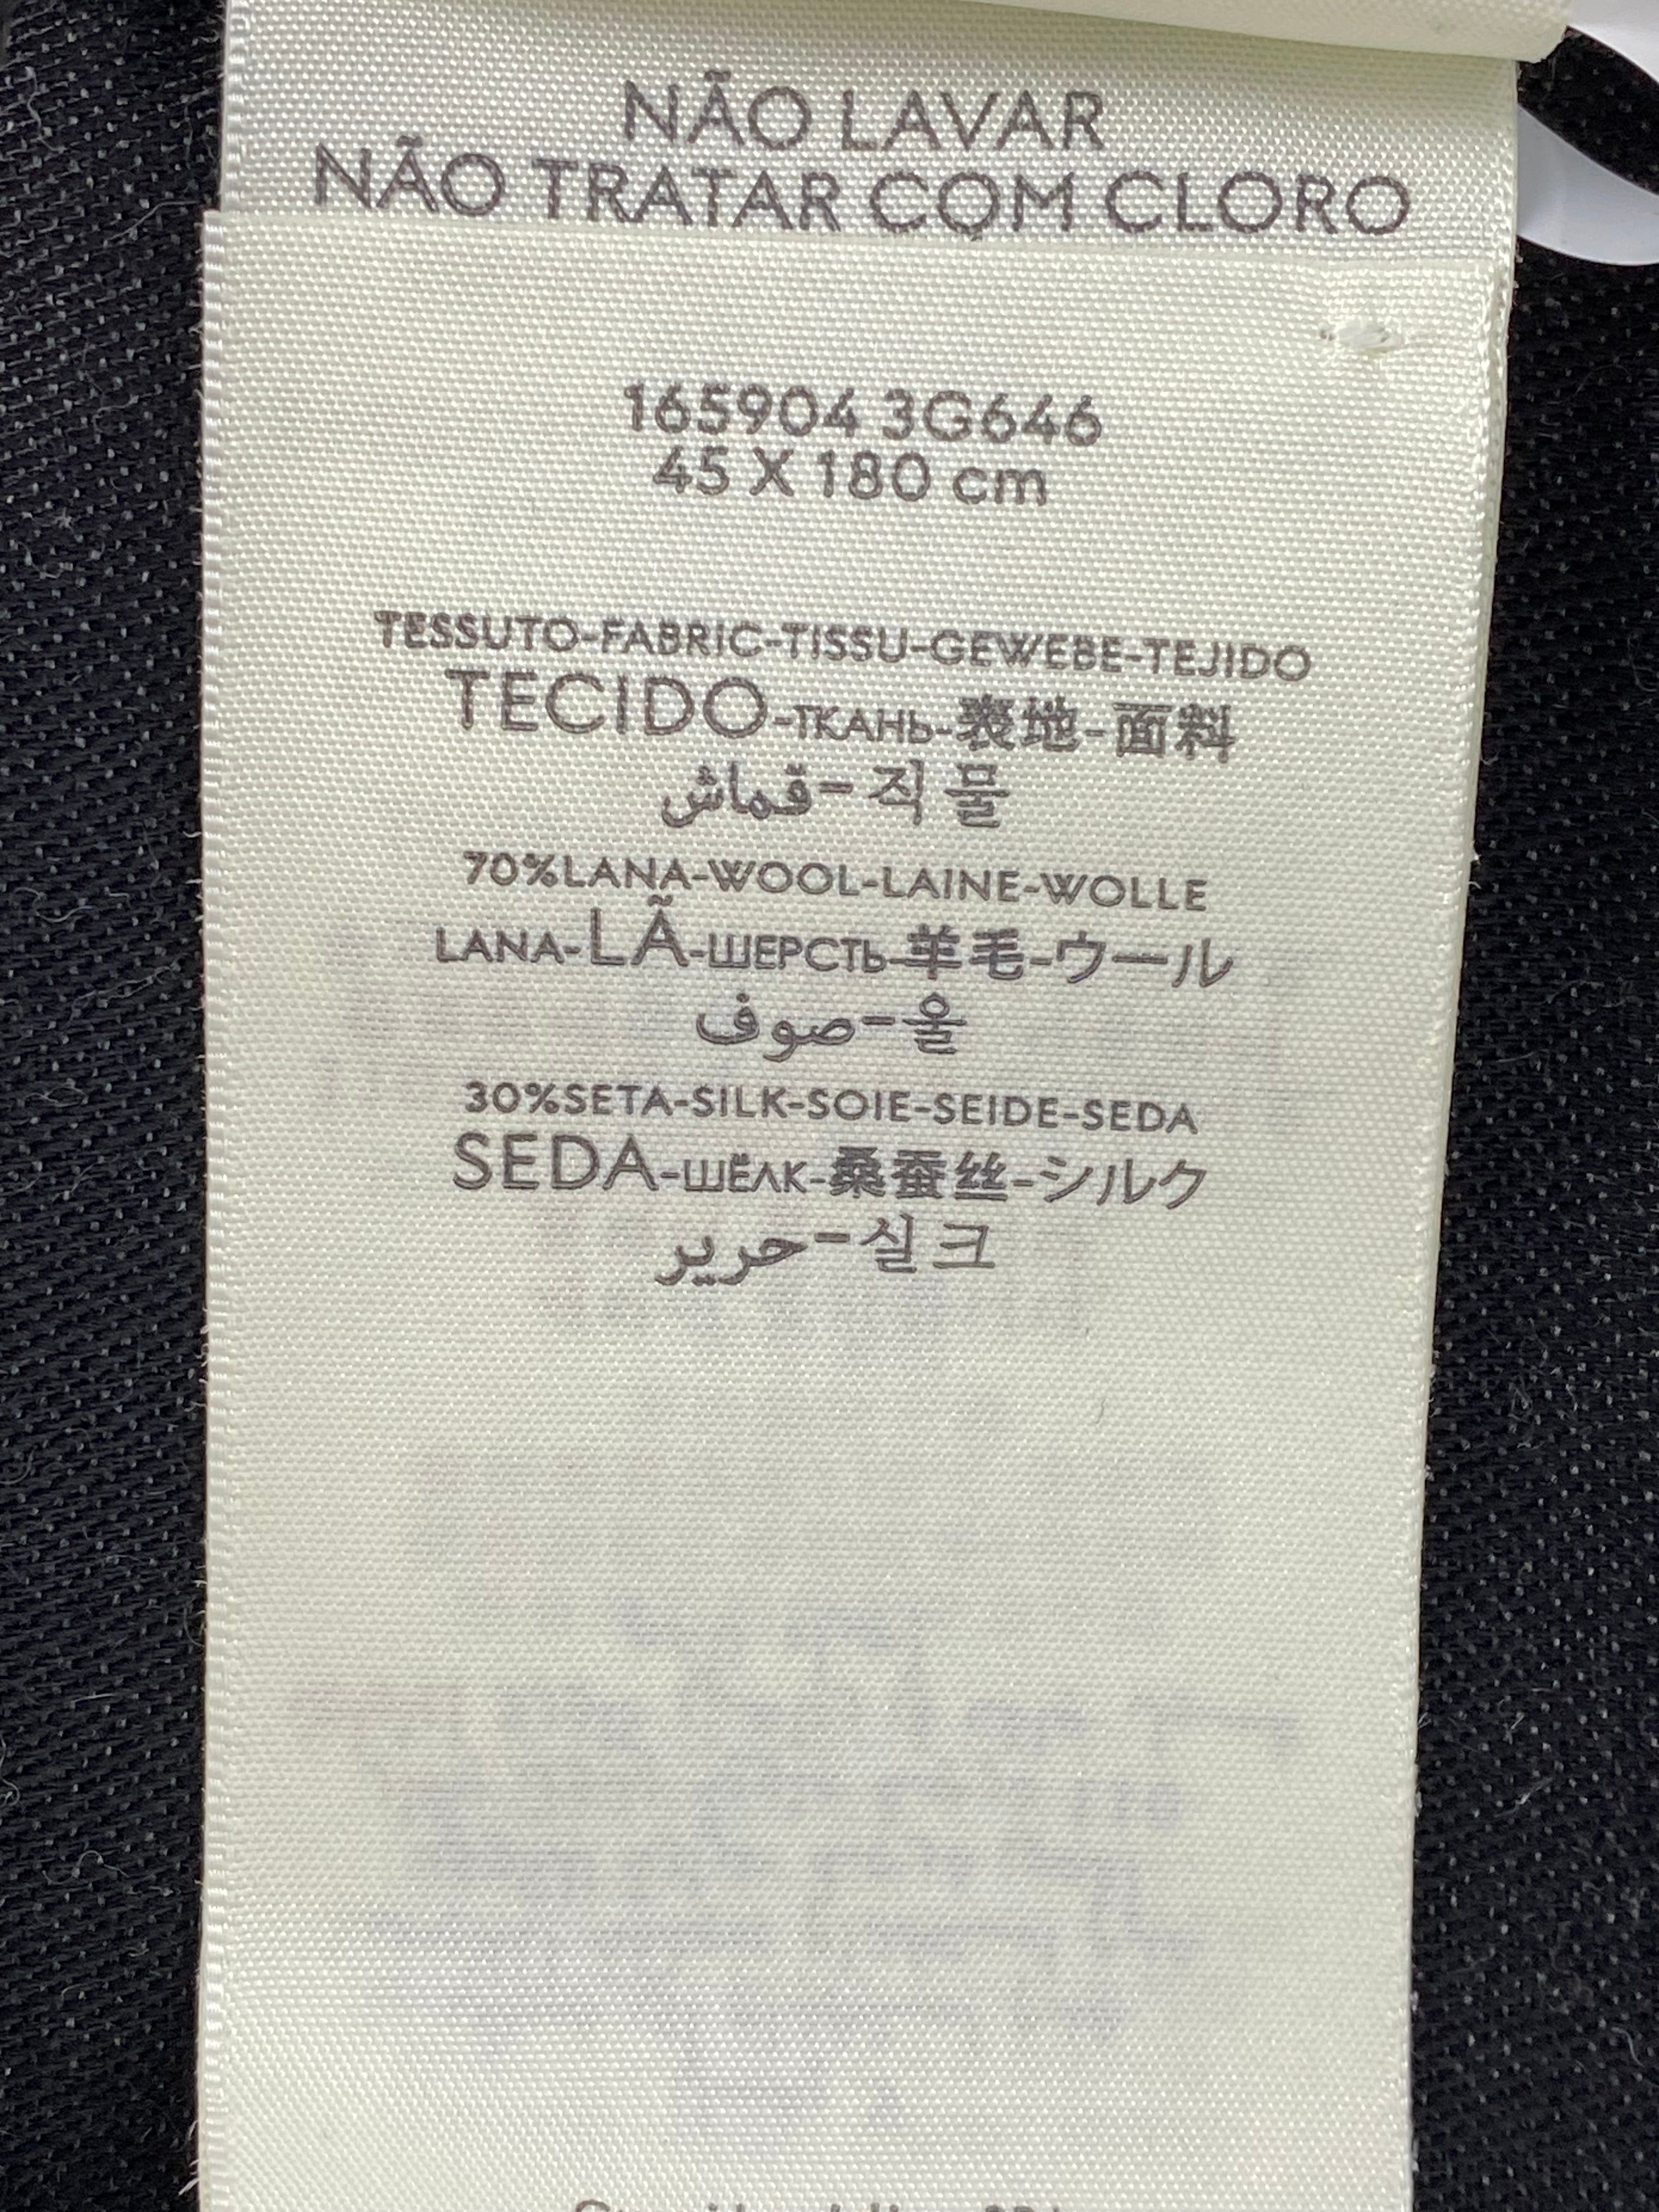 NÃO LAVAR
NÃO TRATAR COM CLORO
165904 3G646
45 X 180 cm
TESSUTO-FABRIC-TISSU-GEWEBE-TEJIDO
TECIDO-ТКАНЬ-表地-面料
قماش-직물
70%LANA-WOOL-LAINE-WOLLE
LANA-LÃ-ШЕРСТЬ-羊毛-ウール
صوف-울
30%SETA-SILK-SOIE-SEIDE-SEDA
SEDA-ШЁЛК-桑蚕丝-シルク
حرير-실크